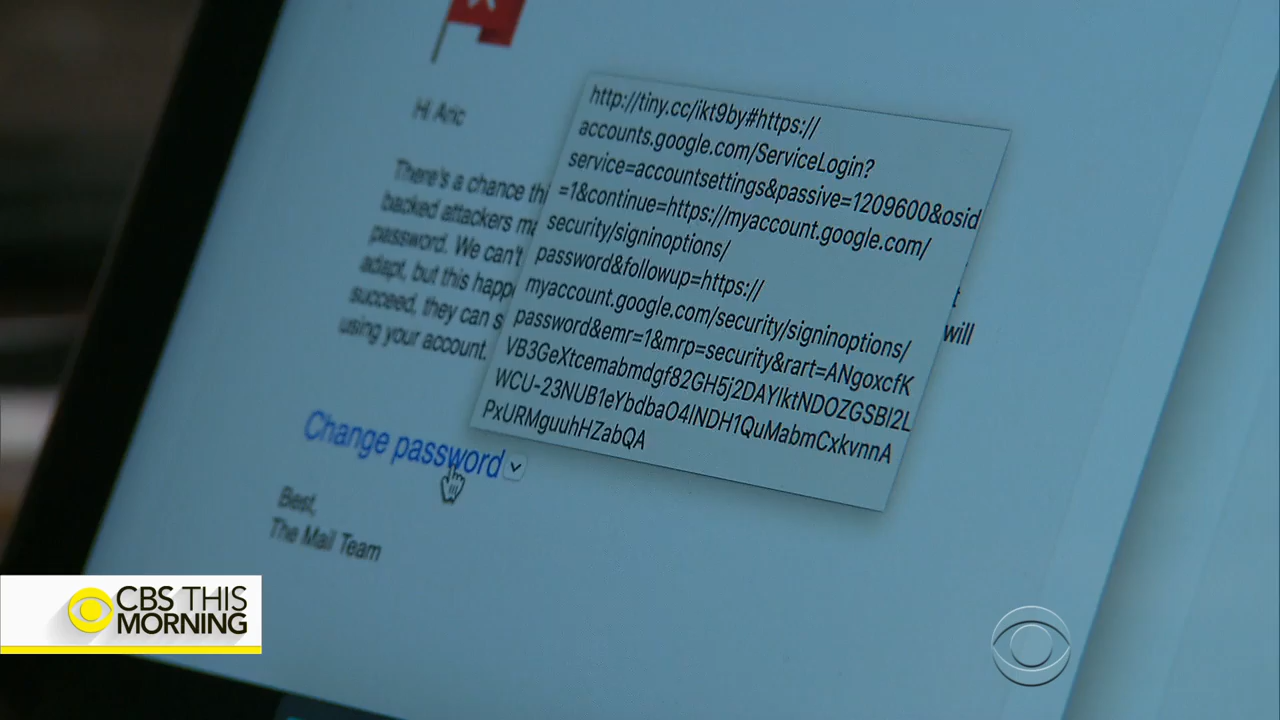 Hi Aric
There's a chance thi
backed attackers ma
password. We can't
adapt, but this happ
succeed, they can s
using your account.
will
http://tiny.cc/ikt9by#https://
accounts.google.com/ServiceLogin?
service=accountsettings&passive=1209600&osid
=1&continue=https://myaccount.google.com/
security/signinoptions/
password&followup=https://
myaccount.google.com/security/signinoptions/
password&emr=1&mrp=security&rart=ANgoxcfK
VB3GeXtcemabmdgf82GH5j2DAYIktNDOZGSBl2L
WCU-23NUB1eYbdbaO4lNDH1QuMabmCxkvnnA
PxURMguuhHZabQA
Change password
Best,
The Mail Team
CBS THIS
MORNING